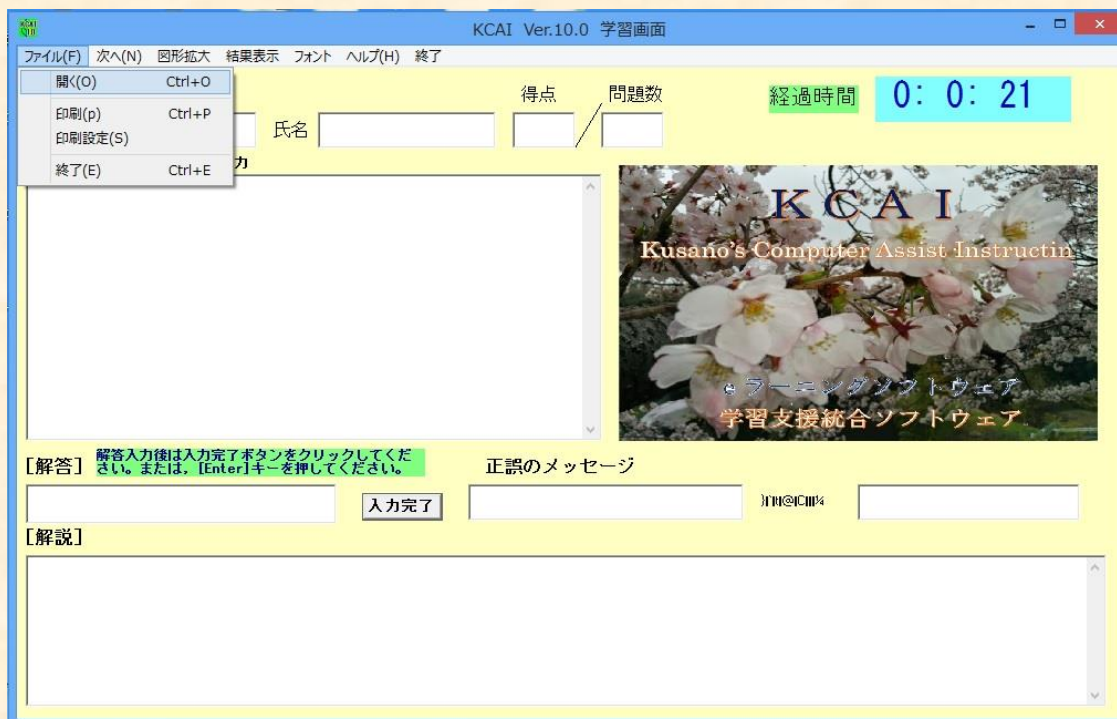 KCAI Ver.10.0 学習画面
ファイル(F) 次へ(N) 図形拡大 結果表示 フォント ヘルプ(H) 終了
開く(O) Ctrl+O
印刷(p) Ctrl+P
印刷設定(S)
終了(E) Ctrl+E
得点 / 問題数
経過時間 0: 0: 21
氏名
力
KCAI
Kusano's Computer Assist Instructin
eラーニングソフトウェア
学習支援統合ソフトウェア
[解答]
解答入力後は入力完了ボタンをクリックしてくだ
さい。または, [Enter]キーを押してください。
正誤のメッセージ
入力完了
[解説]